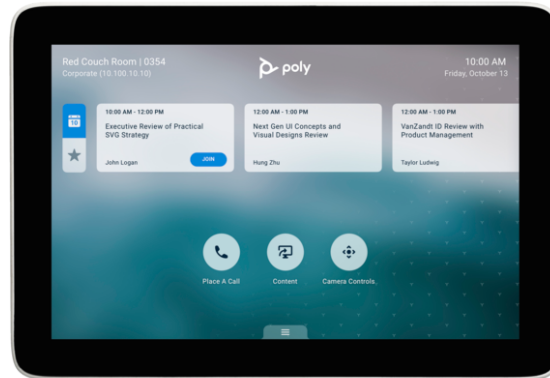 Red Couch Room | 0354
Corporate (10.100.10.10)
poly
10:00 AM
Friday, October 13
10
10:00 AM - 12:00 PM
Executive Review of Practical
SVG Strategy
John Logan
JOIN
12:00 AM - 1:00 PM
Next Gen UI Concepts and
Visual Designs Review
Hung Zhu
12:00 AM - 1:00 PM
VanZandt ID Review with
Product Management
Taylor Ludwig
Place A Call
Content
Camera Controls